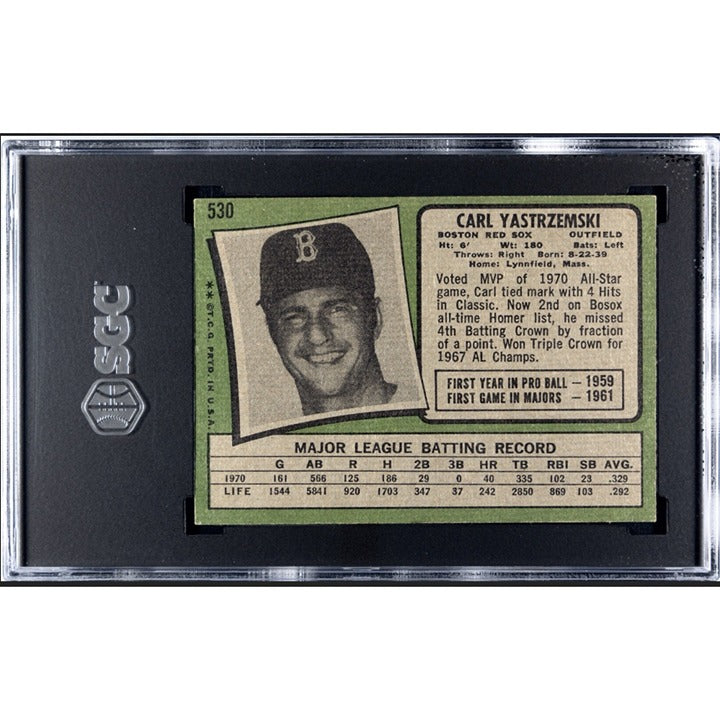 SGC
530
**©T.C.G. PRTD. IN U.S.A.
B
CARL YASTRZEMSKI
BOSTON RED SOX OUTFIELD
Ht: 6' Wt: 180 Bats: Left
Throws: Right Born: 8-22-39
Home: Lynnfield, Mass.
Voted MVP of 1970 All-Star
game, Carl tied mark with 4 Hits
in Classic. Now 2nd on Bosox
all-time Homer list, he missed
4th Batting Crown by fraction
of a point. Won Triple Crown for
1967 AL Champs.
FIRST YEAR IN PRO BALL — 1959
FIRST GAME IN MAJORS — 1961
MAJOR LEAGUE BATTING RECORD
G AB R H 2B 3B HR TB RBI SB AVG.
1970 161 566 125 186 29 0 40 335 102 23 .329
LIFE 1544 5841 920 1703 347 37 242 2850 869 103 .292